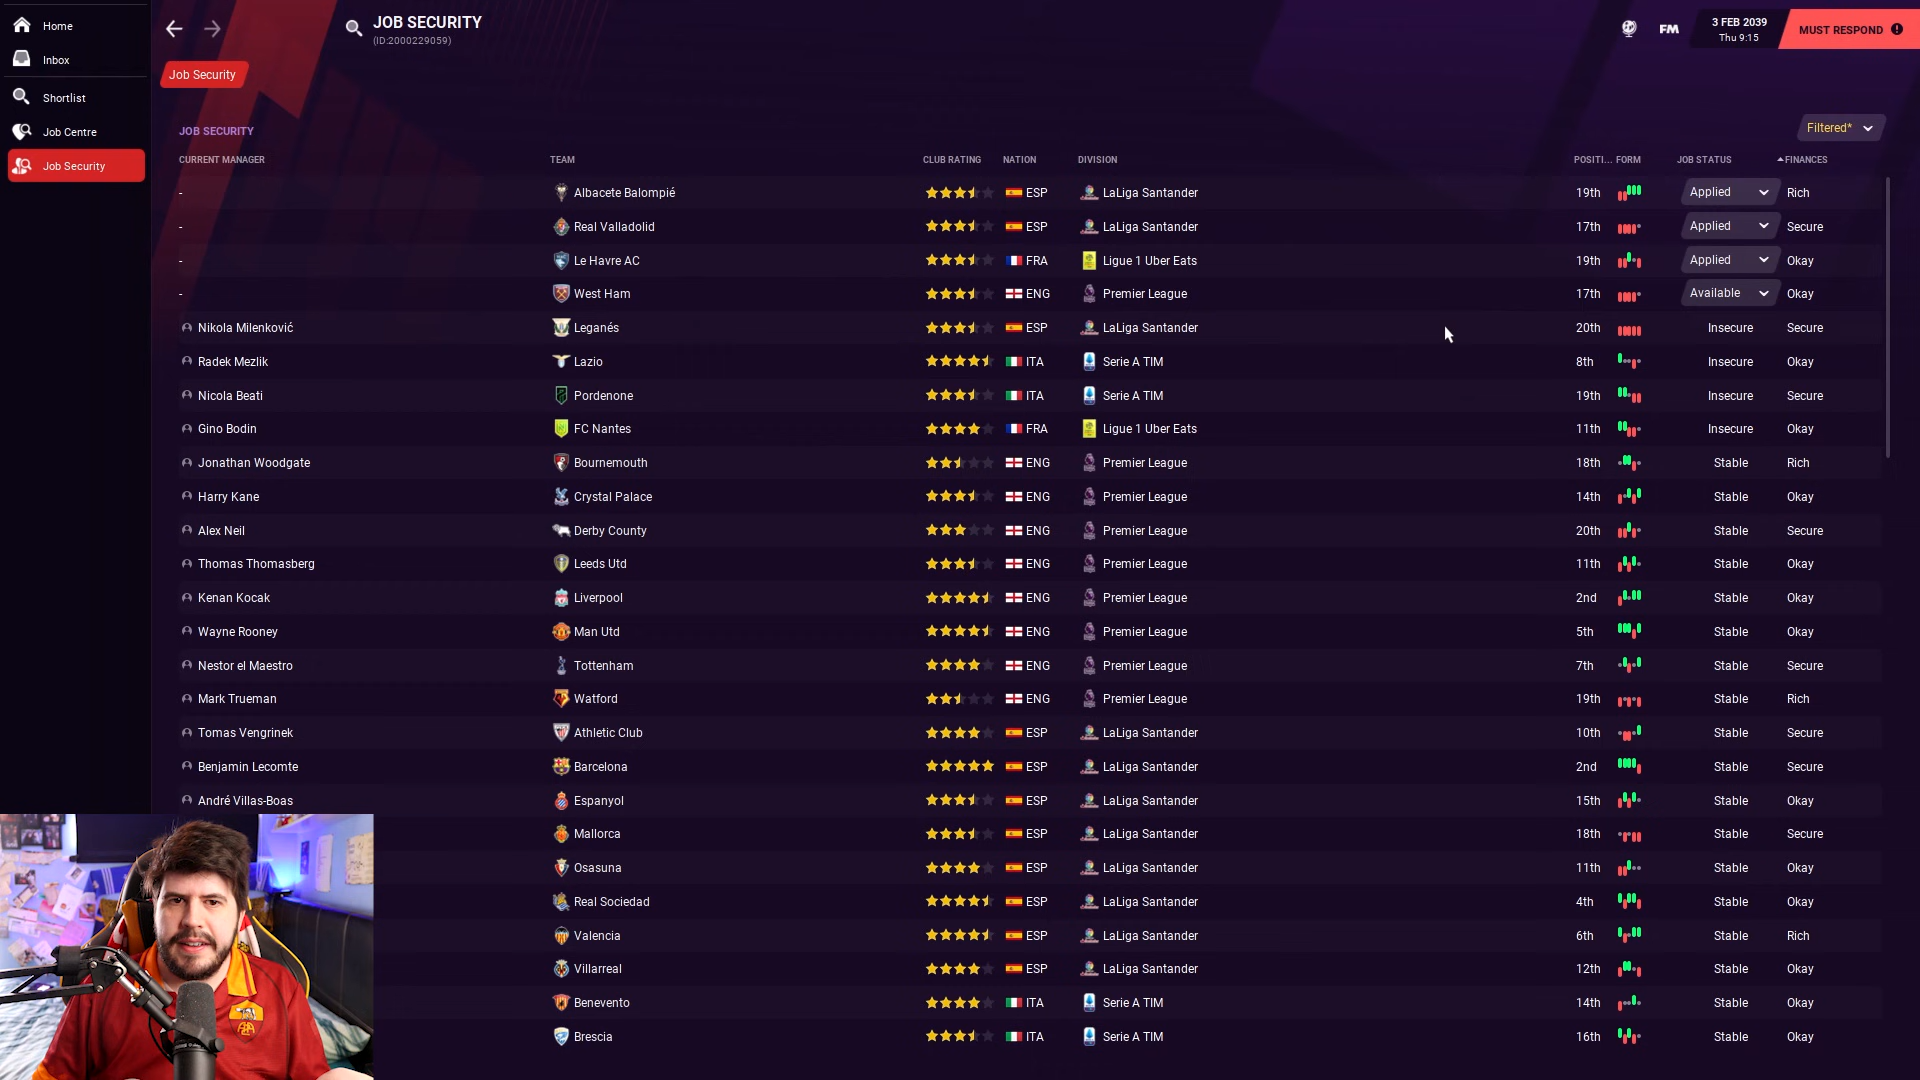 Home
Inbox
Shortlist
Job Centre
Job Security
JOB SECURITY
(ID:2000229059)
FM
3 FEB 2039
Thu 9:15
MUST RESPOND
Job Security
JOB SECURITY
Filtered*
CURRENT MANAGER TEAM CLUB RATING NATION DIVISION POSITI... FORM JOB STATUS FINANCES
- Albacete Balompié ESP LaLiga Santander 19th Applied Rich
- Real Valladolid ESP LaLiga Santander 17th Applied Secure
- Le Havre AC FRA Ligue 1 Uber Eats 19th Applied Okay
- West Ham ENG Premier League 17th Available Okay
Nikola Milenković Leganés ESP LaLiga Santander 20th Insecure Secure
Radek Mezlik Lazio ITA Serie A TIM 8th Insecure Okay
Nicola Beati Pordenone ITA Serie A TIM 19th Insecure Secure
Gino Bodin FC Nantes FRA Ligue 1 Uber Eats 11th Insecure Okay
Jonathan Woodgate Bournemouth ENG Premier League 18th Stable Rich
Harry Kane Crystal Palace ENG Premier League 14th Stable Okay
Alex Neil Derby County ENG Premier League 20th Stable Secure
Thomas Thomasberg Leeds Utd ENG Premier League 11th Stable Okay
Kenan Kocak Liverpool ENG Premier League 2nd Stable Okay
Wayne Rooney Man Utd ENG Premier League 5th Stable Okay
Nestor el Maestro Tottenham ENG Premier League 7th Stable Secure
Mark Trueman Watford ENG Premier League 19th Stable Rich
Tomas Vengrinek Athletic Club ESP LaLiga Santander 10th Stable Secure
Benjamin Lecomte Barcelona ESP LaLiga Santander 2nd Stable Secure
André Villas-Boas Espanyol ESP LaLiga Santander 15th Stable Okay
Mallorca ESP LaLiga Santander 18th Stable Secure
Osasuna ESP LaLiga Santander 11th Stable Okay
Real Sociedad ESP LaLiga Santander 4th Stable Okay
Valencia ESP LaLiga Santander 6th Stable Rich
Villarreal ESP LaLiga Santander 12th Stable Okay
Benevento ITA Serie A TIM 14th Stable Okay
Brescia ITA Serie A TIM 16th Stable Okay